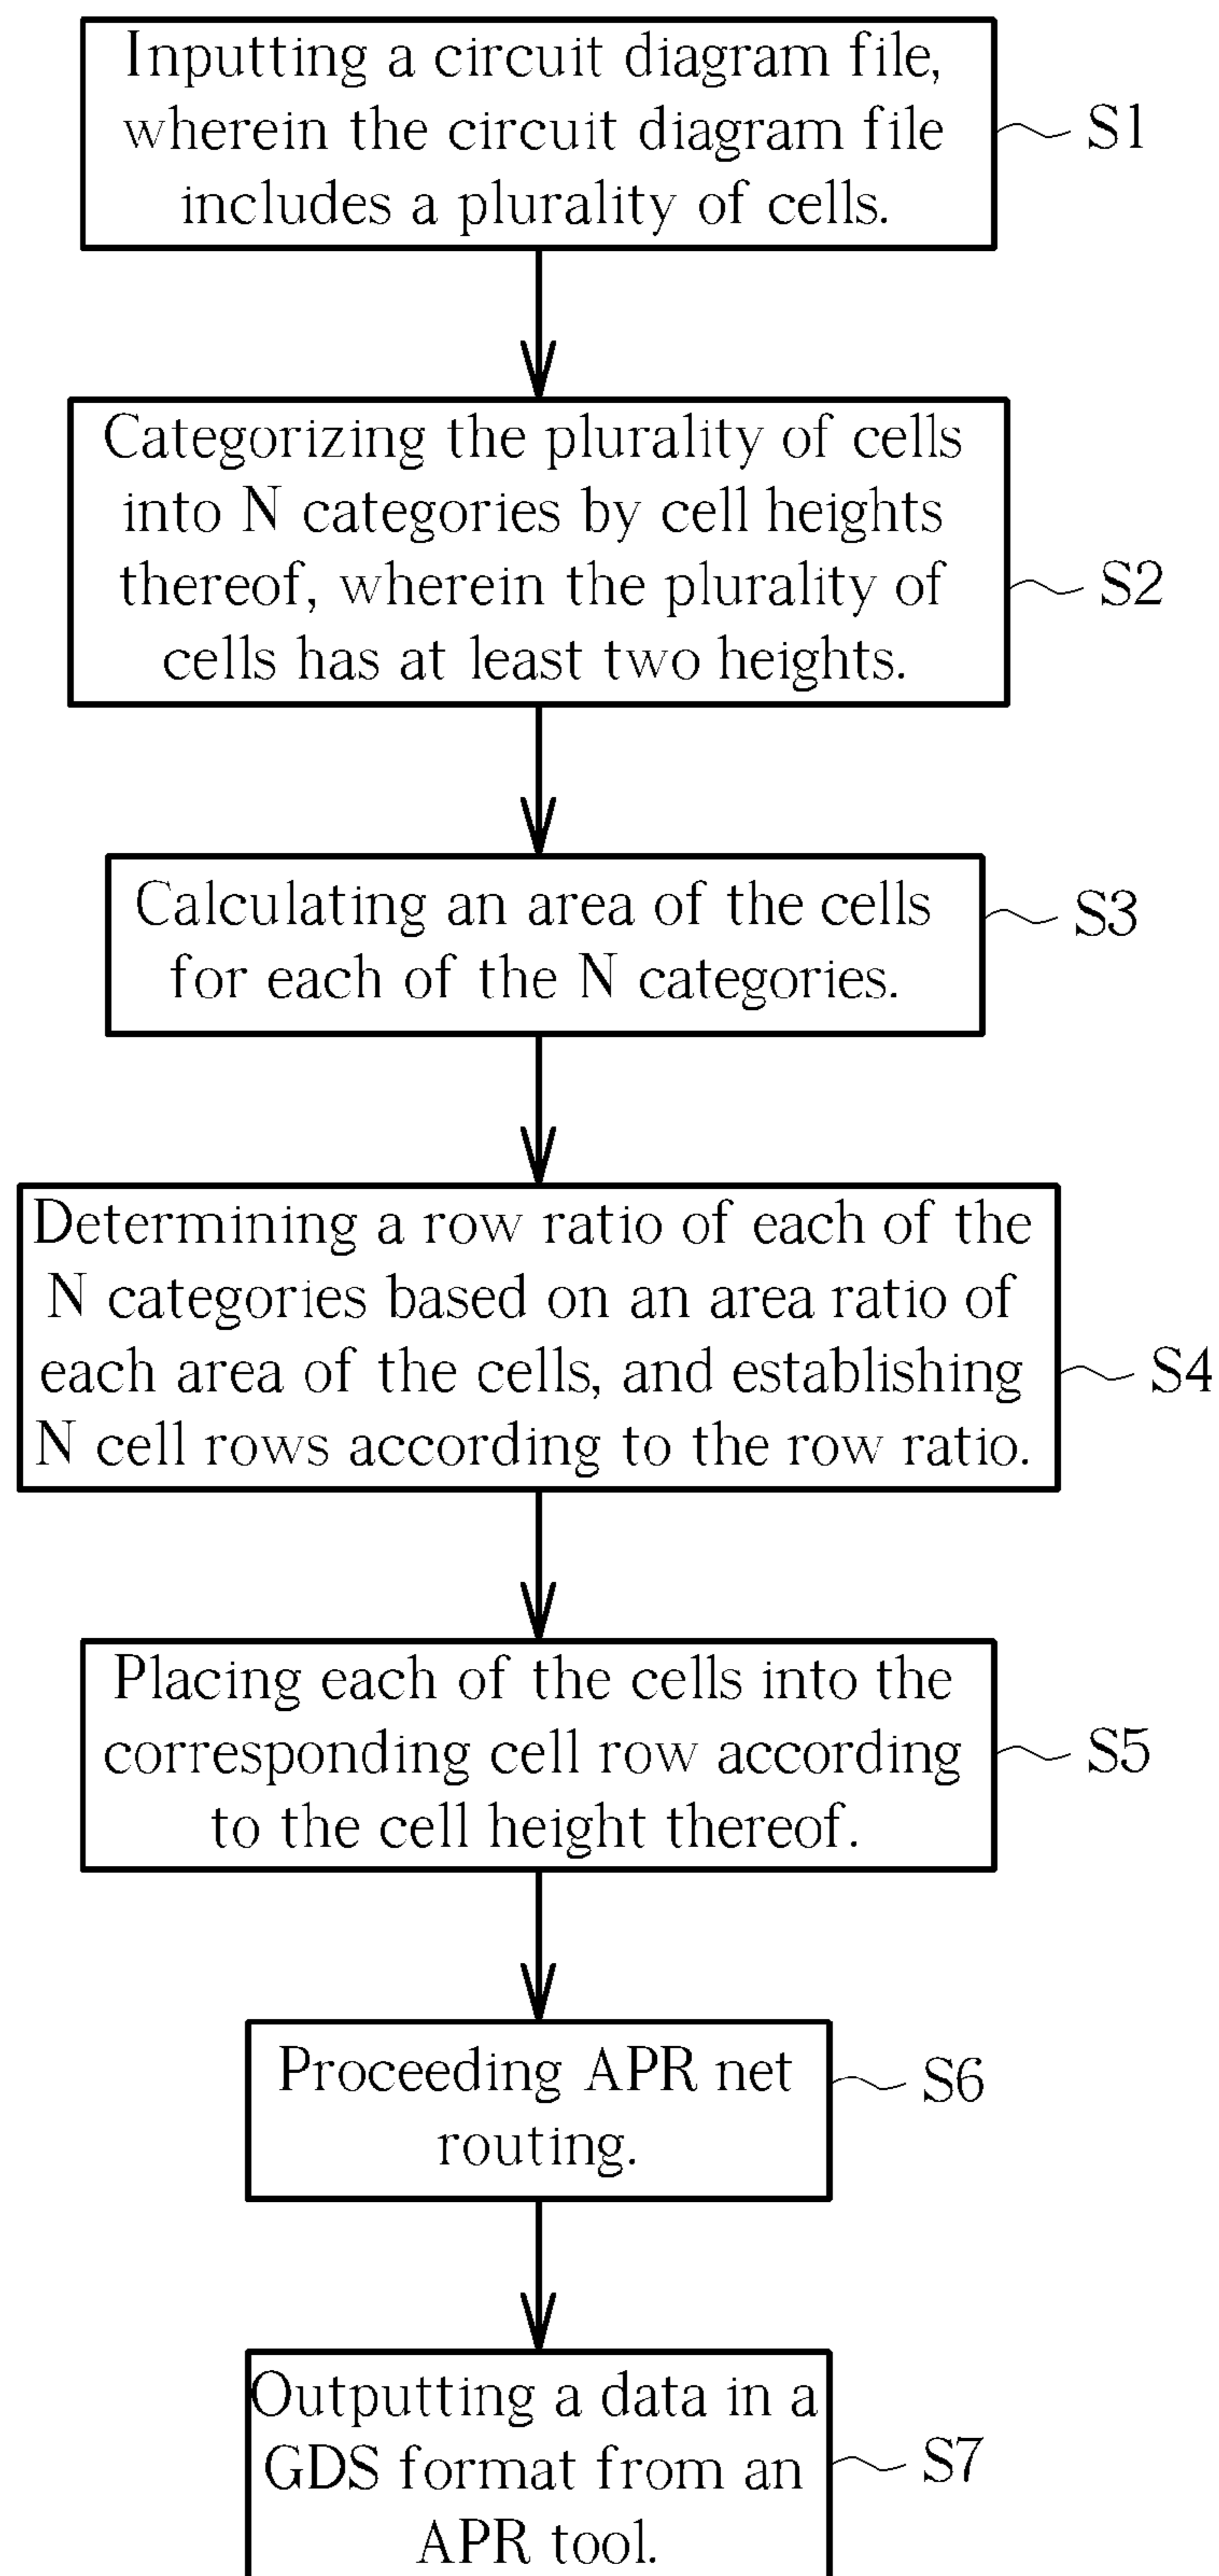 Inputting a circuit diagram file,
wherein the circuit diagram file
includes a plurality of cells.
S1
Categorizing the plurality of cells
into N categories by cell heights
thereof, wherein the plurality of
cells has at least two heights.
S2
Calculating an area of the cells
for each of the N categories.
S3
Determining a row ratio of each of the
N categories based on an area ratio of
each area of the cells, and establishing
N cell rows according to the row ratio.
S4
Placing each of the cells into the
corresponding cell row according
to the cell height thereof.
S5
Proceeding APR net
routing.
S6
Outputting a data in a
GDS format from an
APR tool.
S7